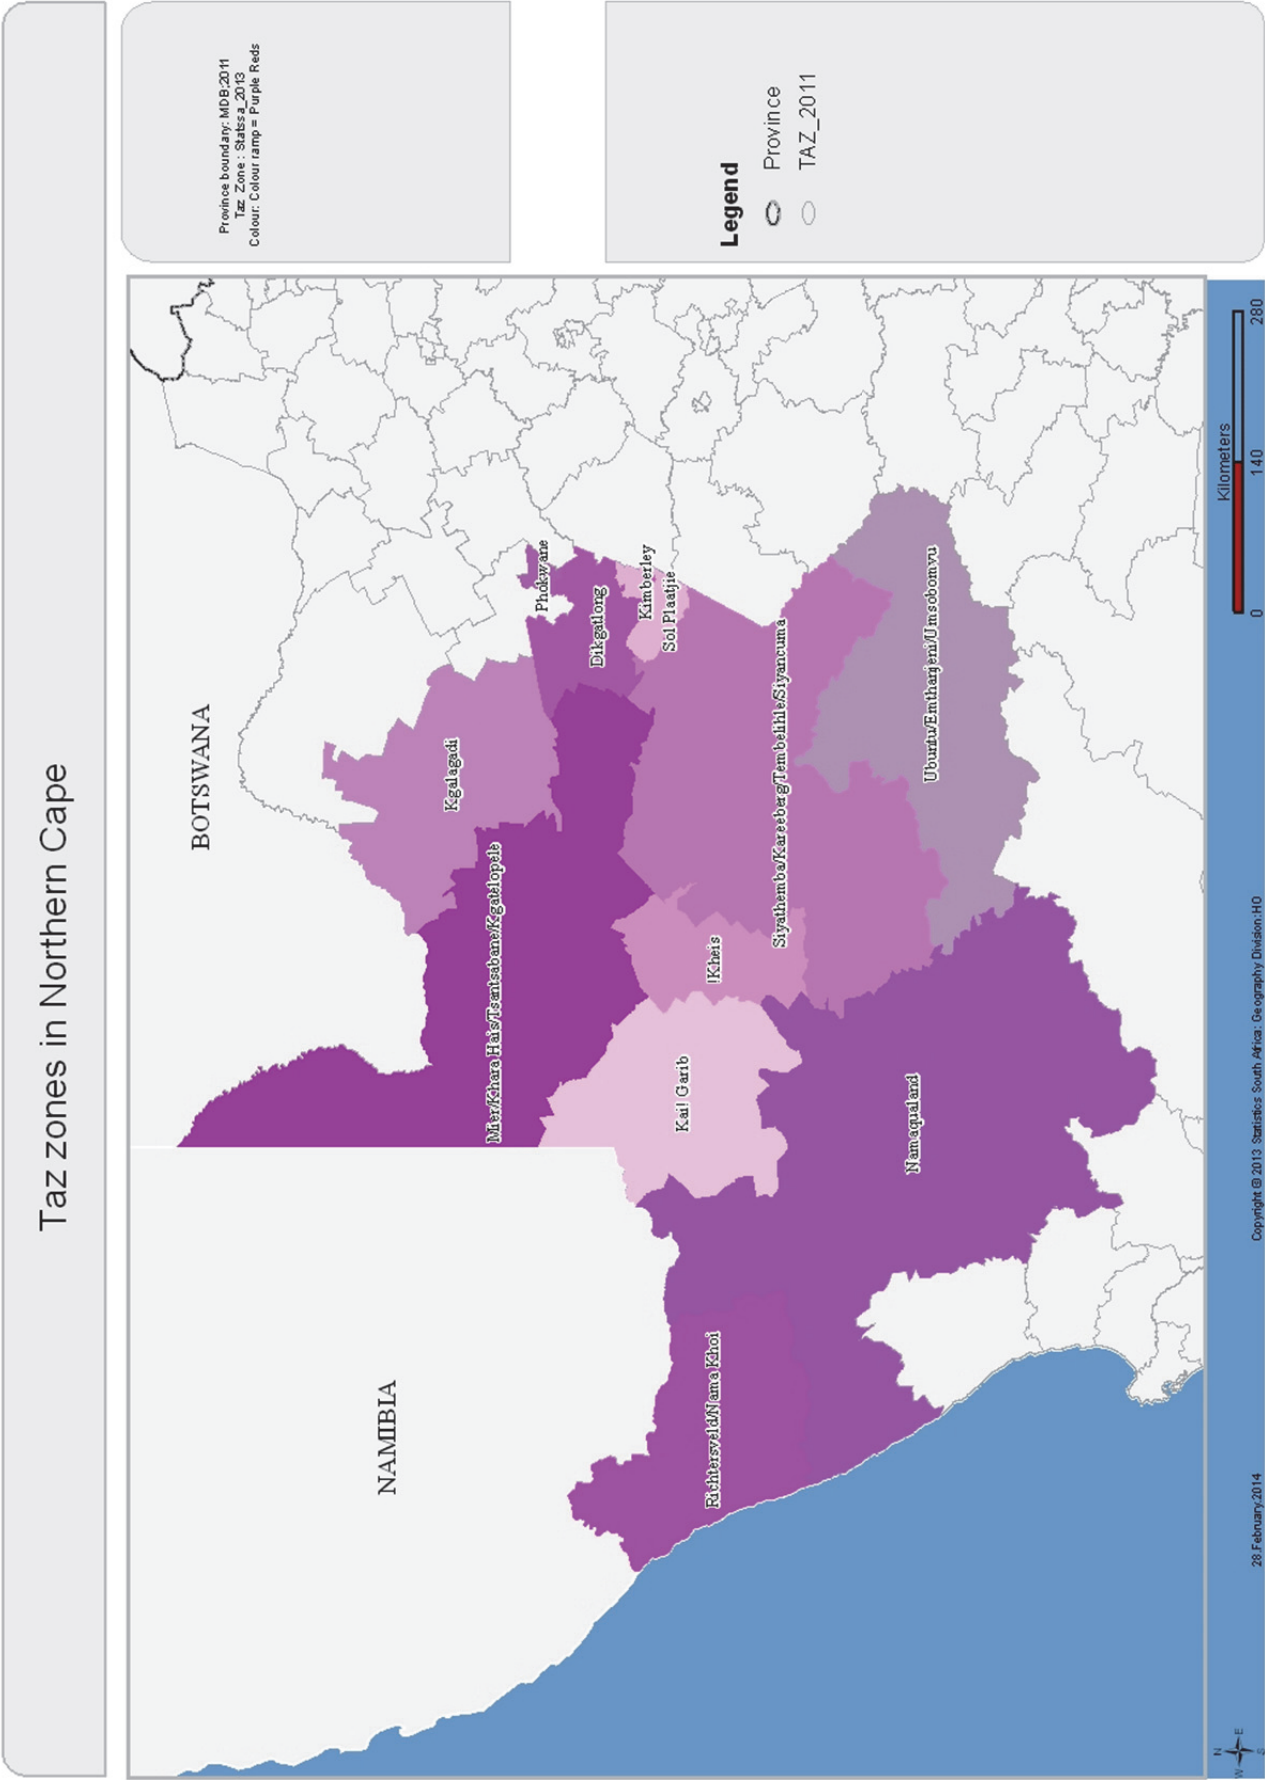 Taz zones in Northern Cape
Province boundary: MDB:2011
Taz Zone : Statssa_2013
Colour: Colour ramp = Purple Reds
Legend
Province
TAZ_2011
BOTSWANA
NAMIBIA
Kgalagadi
Phokwane
Dikgatlong
Kimberley
Sol Plaatjie
Mier/Khara Hais/Tsantsabane/Kgatelopele
!Kheis
Kai! Garib
Siyathemba/Kareeberg/Tembelihle/Siyancuma
Ubuntu/Emthanjeni/Umsobomvu
Namaqualand
Richtersveld/Nama Khoi
Kilometers
0 140 280
N
W E
S
28.February.2014
Copyright @ 2013 Statistics South Africa: Geography Division:HO